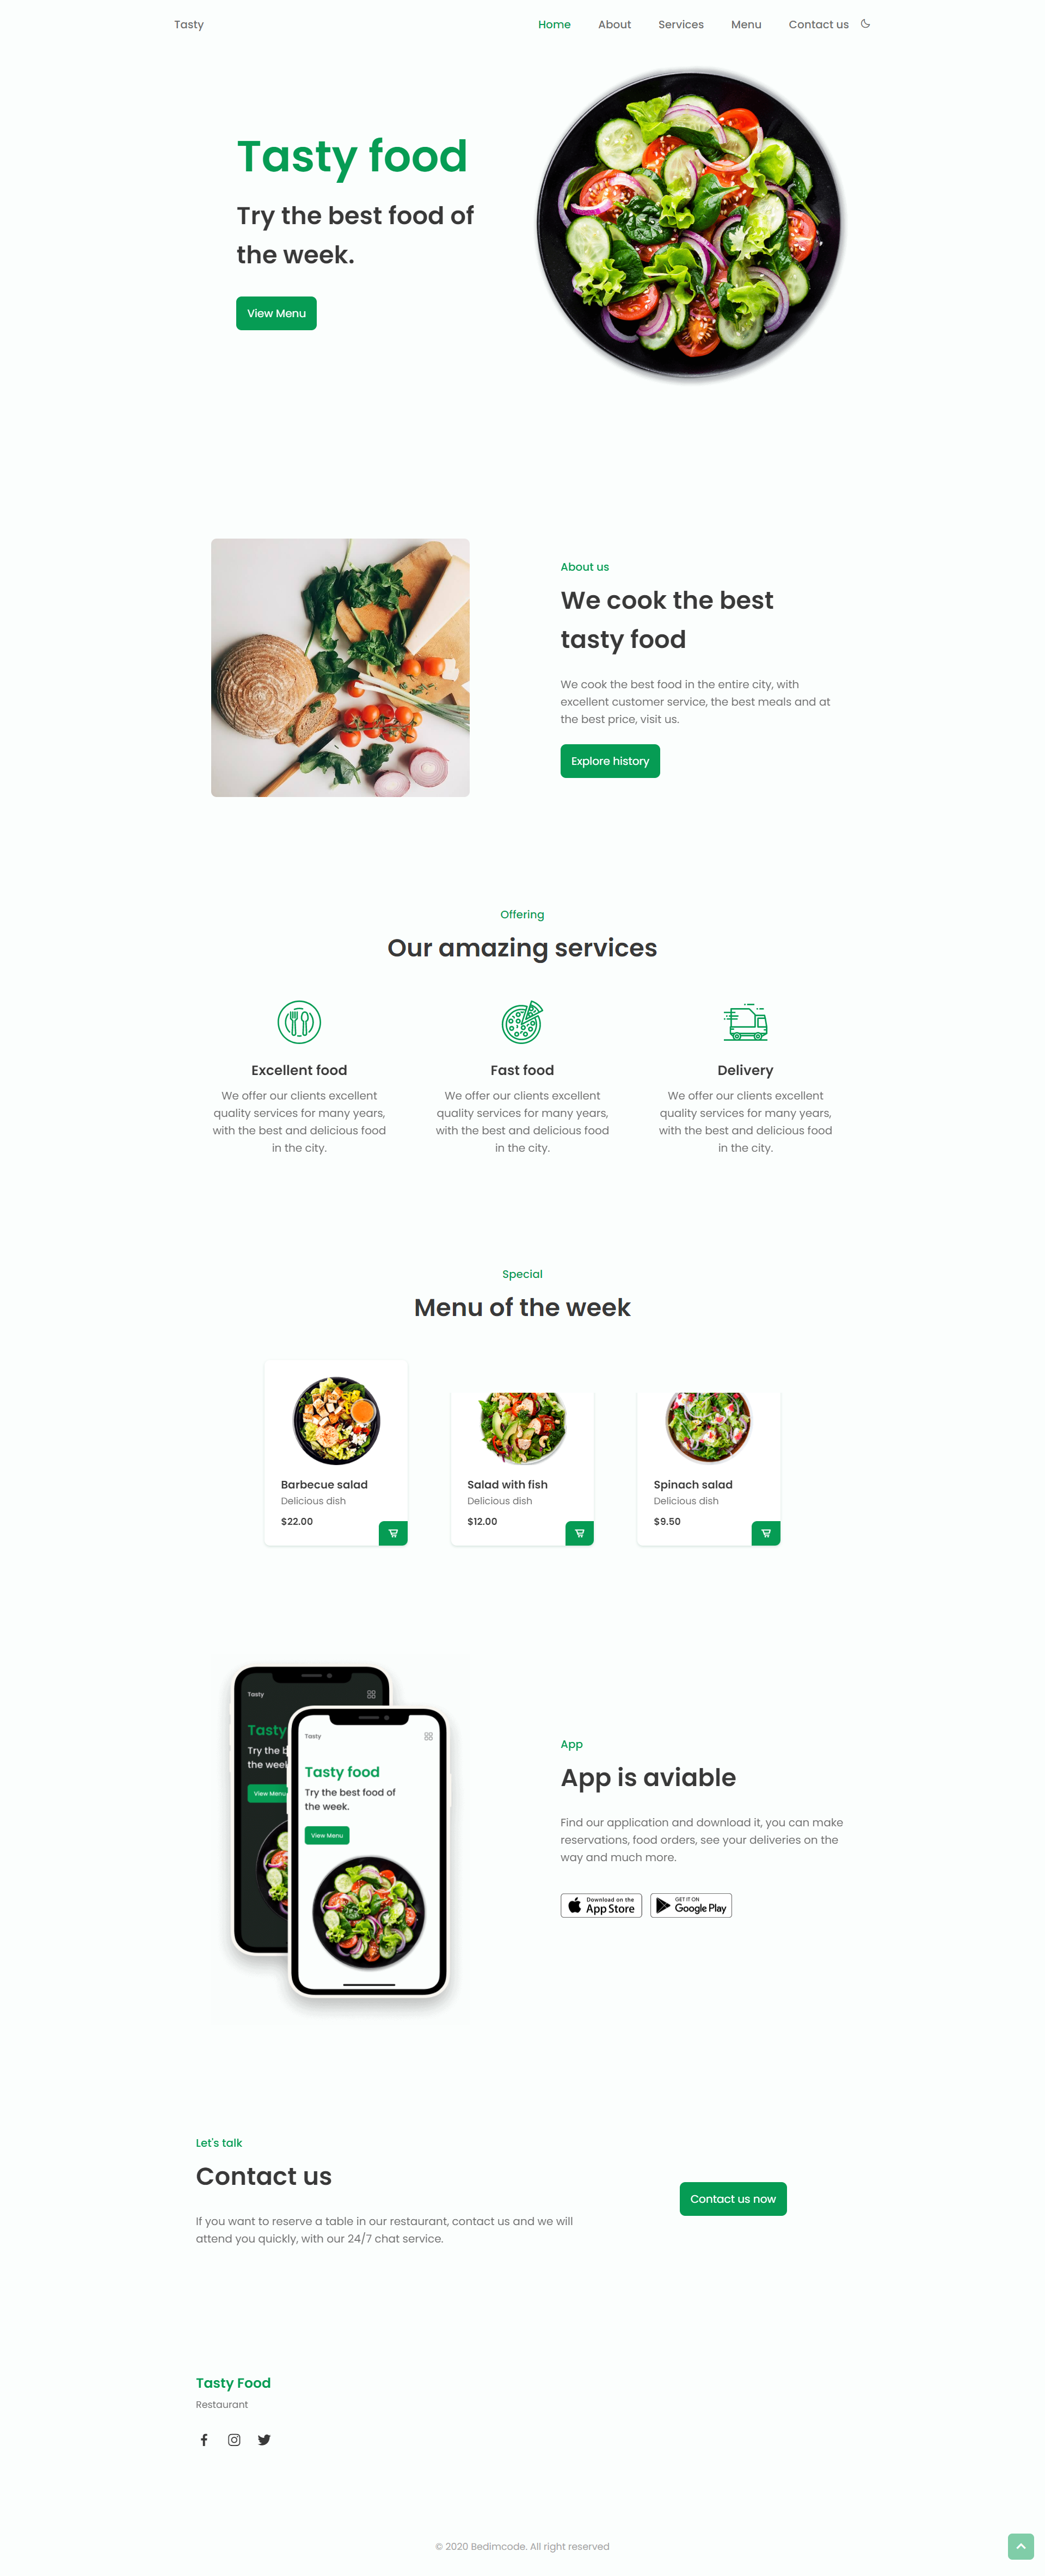 Tasty
Home About Services Menu Contact us
Tasty food
Try the best food of
the week.
View Menu
About us
We cook the best
tasty food
We cook the best food in the entire city, with
excellent customer service, the best meals and at
the best price, visit us.
Explore history
Offering
Our amazing services
Excellent food
We offer our clients excellent
quality services for many years,
with the best and delicious food
in the city.
Fast food
We offer our clients excellent
quality services for many years,
with the best and delicious food
in the city.
Delivery
We offer our clients excellent
quality services for many years,
with the best and delicious food
in the city.
Special
Menu of the week
Barbecue salad
Delicious dish
$22.00
Salad with fish
Delicious dish
$12.00
Spinach salad
Delicious dish
$9.50
Tasty
Tasty
Try the b
the week
View Menu
Tasty
Tasty food
Try the best food of
the week.
View Menu
App
App is aviable
Find our application and download it, you can make
reservations, food orders, see your deliveries on the
way and much more.
Download on the
App Store
GET IT ON
Google Play
Let's talk
Contact us
If you want to reserve a table in our restaurant, contact us and we will
attend you quickly, with our 24/7 chat service.
Contact us now
Tasty Food
Restaurant
© 2020 Bedimcode. All right reserved